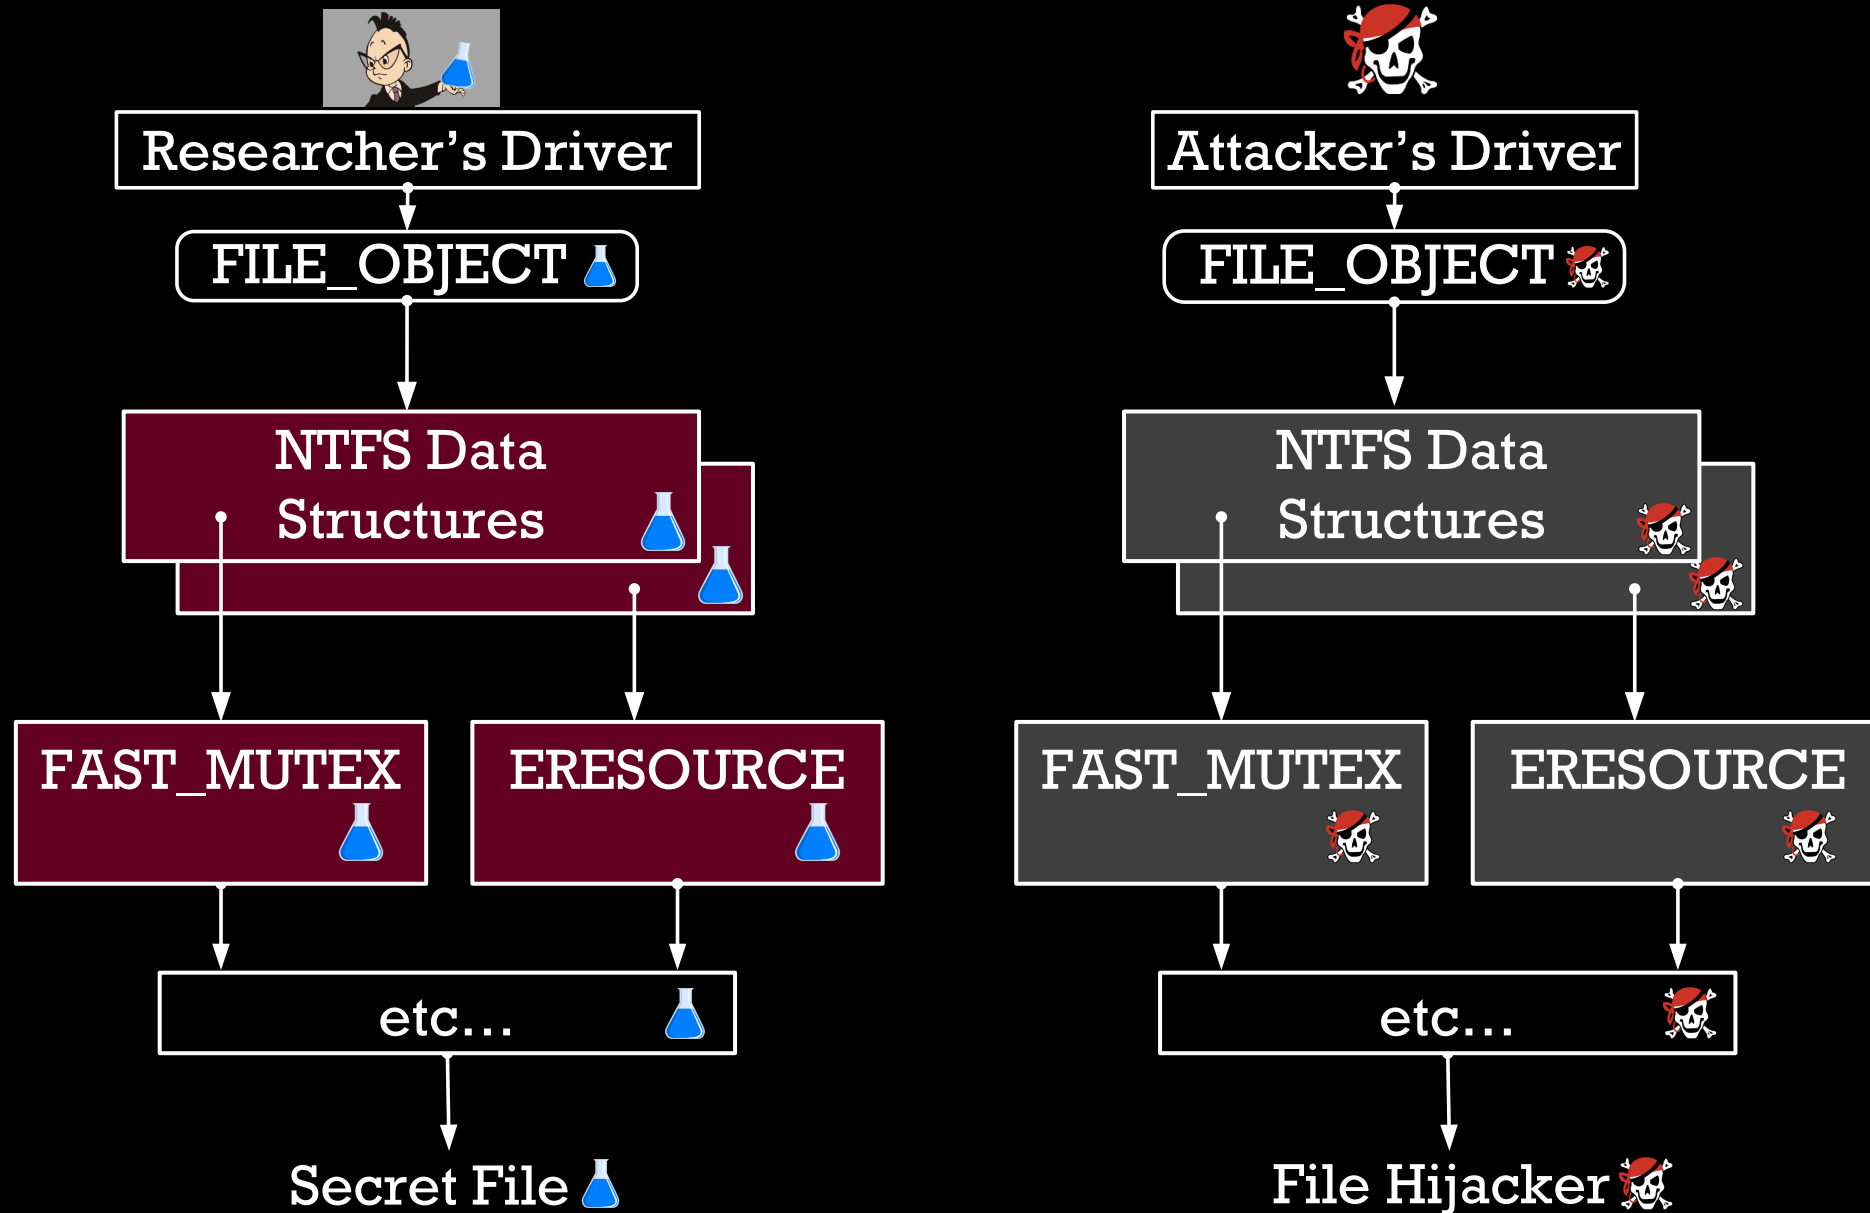 Researcher’s Driver
FILE_OBJECT
NTFS Data
Structures
FAST_MUTEX
ERESOURCE
etc…
Secret File
Attacker’s Driver
FILE_OBJECT
NTFS Data
Structures
FAST_MUTEX
ERESOURCE
etc…
File Hijacker